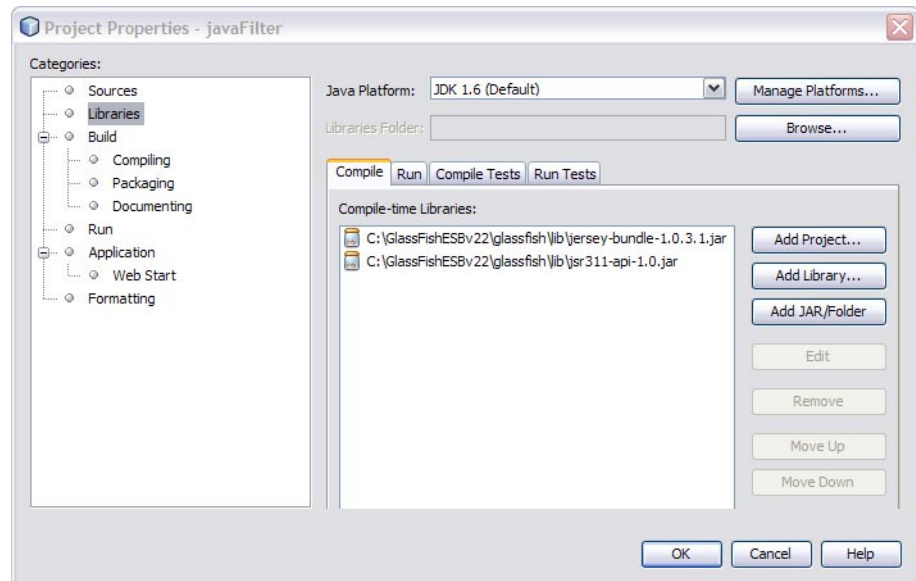 Project Properties - javaFilter
Categories:
Sources
Libraries
Build
Compiling
Packaging
Documenting
Run
Application
Web Start
Formatting
Java Platform: JDK 1.6 (Default) Manage Platforms...
Libraries Folder: Browse...
Compile Run Compile Tests Run Tests
Compile-time Libraries:
C:\GlassFishESBv22\glassfish\lib\jersey-bundle-1.0.3.1.jar
C:\GlassFishESBv22\glassfish\lib\jsr311-api-1.0.jar
Add Project...
Add Library...
Add JAR/Folder
Edit
Remove
Move Up
Move Down
OK Cancel Help